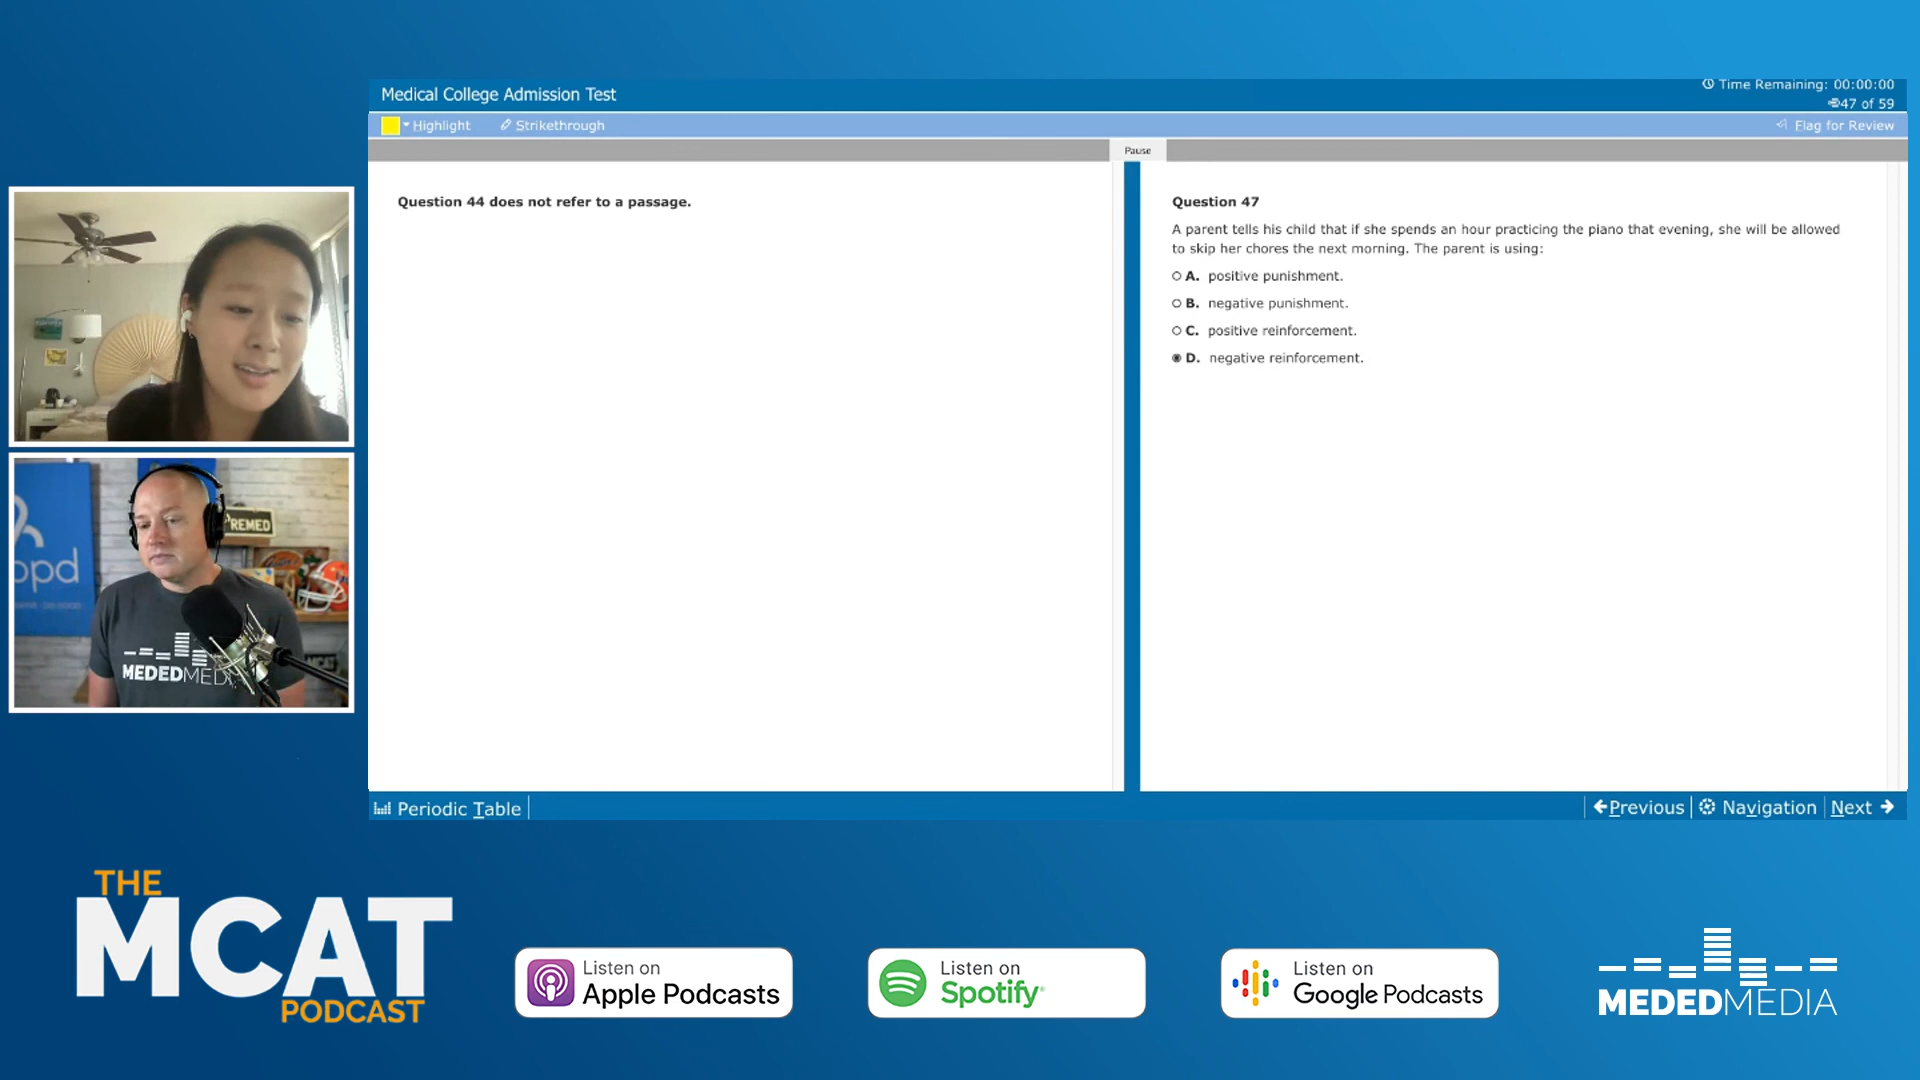 Medical College Admission Test
Time Remaining: 00:00:00
47 of 59
Highlight
Strikethrough
Flag for Review
Pause
Question 44 does not refer to a passage.
Question 47
A parent tells his child that if she spends an hour practicing the piano that evening, she will be allowed
to skip her chores the next morning. The parent is using:
A. positive punishment.
B. negative punishment.
C. positive reinforcement.
D. negative reinforcement.
opd
PREMED
MEDEDMEDIA
MCAT
Periodic Table
Previous
Navigation
Next
THE
MCAT
PODCAST
Listen on
Apple Podcasts
Listen on
Spotify
Listen on
Google Podcasts
MEDEDMEDIA